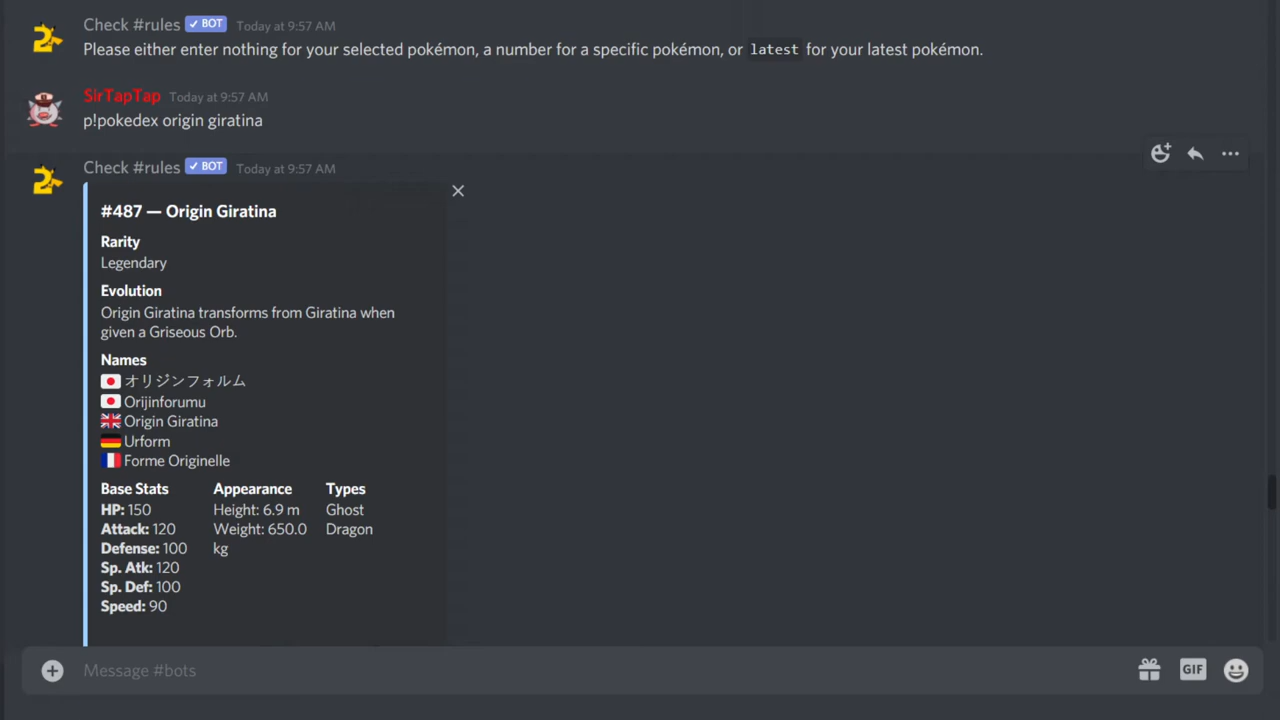 Check #rules ✓ BOT Today at 9:57 AM
Please either enter nothing for your selected pokémon, a number for a specific pokémon, or latest for your latest pokémon.
SirTapTap Today at 9:57 AM
p!pokedex origin giratina
Check #rules ✓ BOT Today at 9:57 AM
#487 — Origin Giratina
Rarity
Legendary
Evolution
Origin Giratina transforms from Giratina when
given a Griseous Orb.
Names
オリジンフォルム
Orijinforumu
Origin Giratina
Urform
Forme Originelle
Base Stats
HP: 150
Attack: 120
Defense: 100
Sp. Atk: 120
Sp. Def: 100
Speed: 90
Appearance
Height: 6.9 m
Weight: 650.0
kg
Types
Ghost
Dragon
Message #bots
GIF